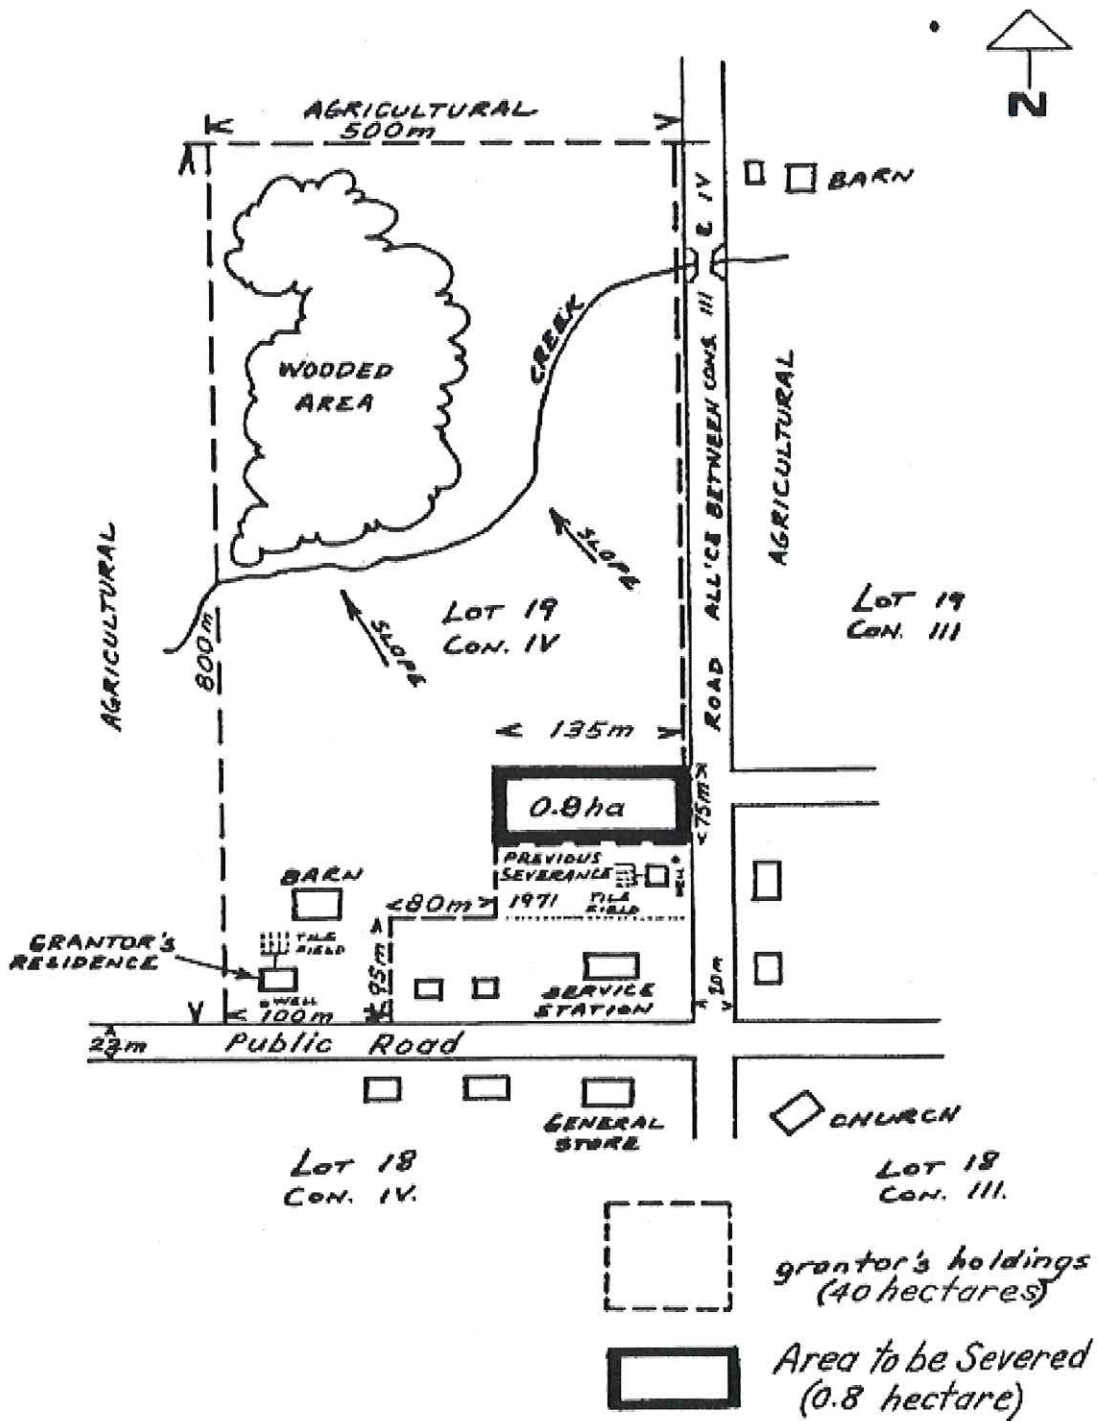 N
AGRICULTURAL
500m
BARN
ROAD ALL'CE BETWEEN CONS. III & IV
CREEK
WOODED
AREA
AGRICULTURAL
AGRICULTURAL
SLOPE
SLOPE
800m
LOT 19
CON. IV
LOT 19
CON. III
135m
0.8ha
75m
PREVIOUS
SEVERANCE
1971
TILE
FIELD
WELL
BARN
80m
95m
GRANTOR'S
RESIDENCE
TILE
FIELD
WELL
100m
SERVICE
STATION
20m
Public Road
GENERAL
STORE
CHURCH
LOT 18
CON. IV.
LOT 18
CON. III.
grantor's holdings
(40 hectares)
Area to be Severed
(0.8 hectare)